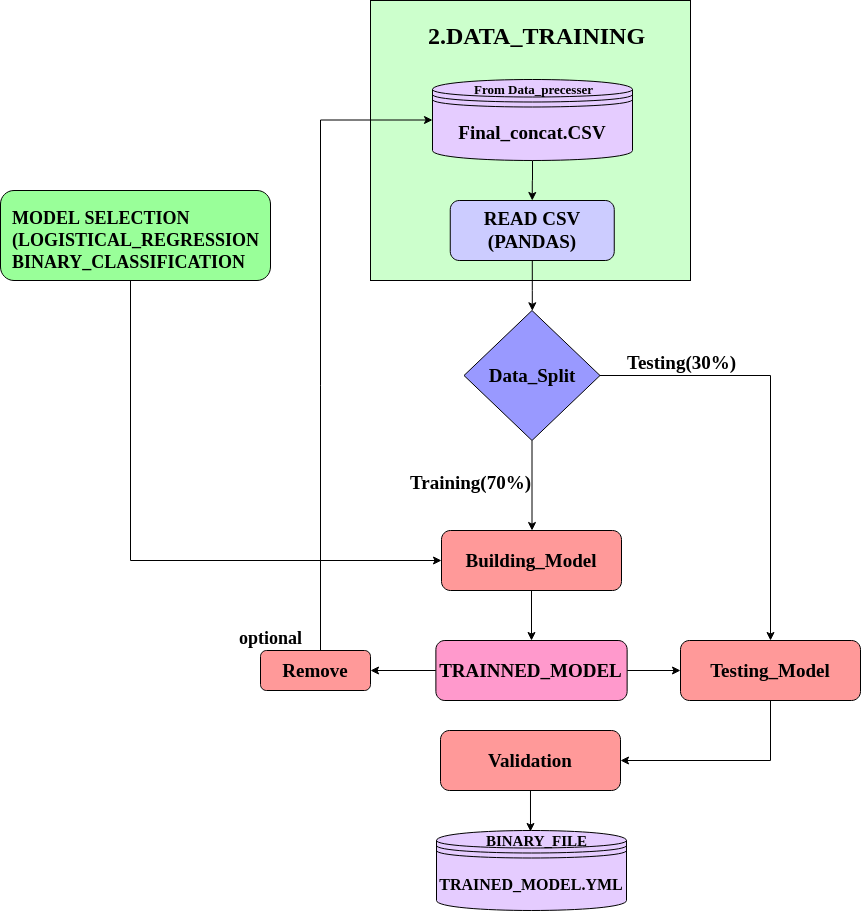 2.DATA_TRAINING
From Data_precesser
Final_concat.CSV
READ CSV
(PANDAS)
MODEL SELECTION
(LOGISTICAL_REGRESSION
BINARY_CLASSIFICATION
Data_Split
Testing(30%)
Training(70%)
Building_Model
optional
Remove
TRAINNED_MODEL
Testing_Model
Validation
BINARY_FILE
TRAINED_MODEL.YML